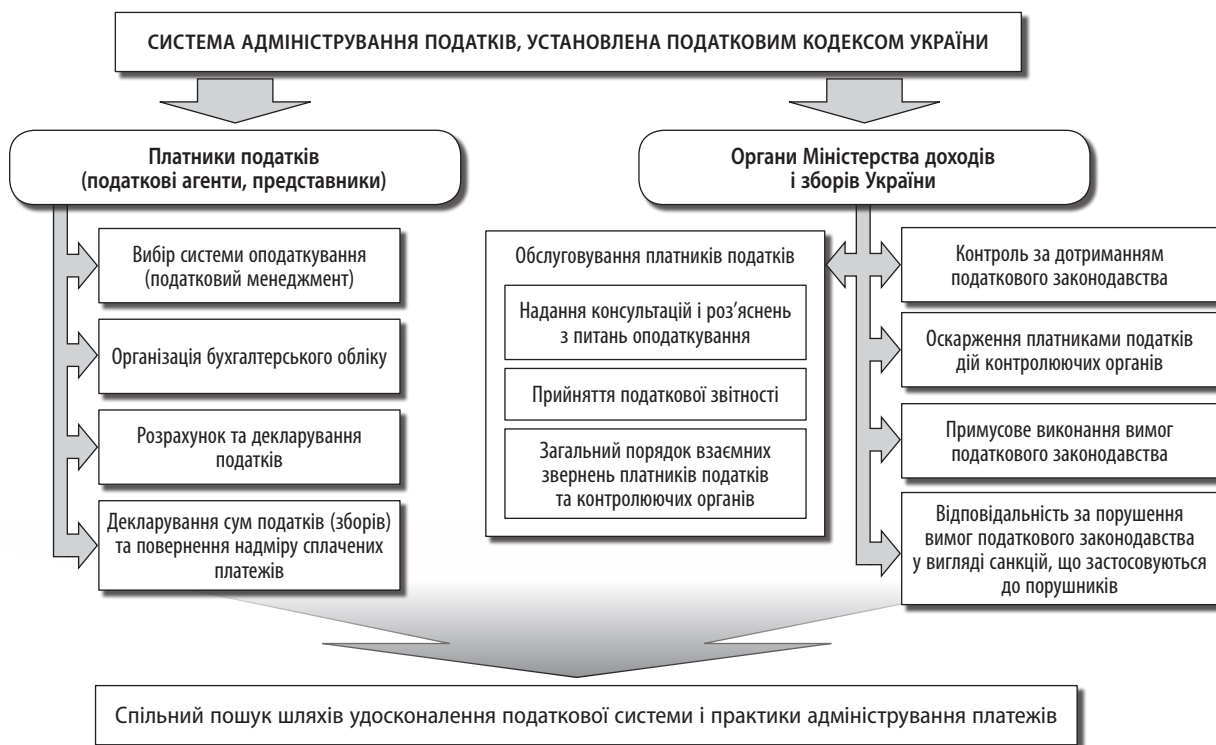 СИСТЕМА АДМІНІСТРУВАННЯ ПОДАТКІВ, УСТАНОВЛЕНА ПОДАТКОВИМ КОДЕКСОМ УКРАЇНИ
Платники податків
(податкові агенти, представники)
Вибір системи оподаткування
(податковий менеджмент)
Організація бухгалтерського обліку
Розрахунок та декларування
податків
Декларування сум податків (зборів)
та повернення надміру сплачених
платежів
Органи Міністерства доходів
і зборів України
Обслуговування платників податків
Надання консультацій і роз’яснень
з питань оподаткування
Прийняття податкової звітності
Загальний порядок взаємних
звернень платників податків
та контролюючих органів
Контроль за дотриманням
податкового законодавства
Оскарження платниками податків
дій контролюючих органів
Примусове виконання вимог
податкового законодавства
Відповідальність за порушення
вимог податкового законодавства
у вигляді санкцій, що застосовуються
до порушників
Спільний пошук шляхів удосконалення податкової системи і практики адміністрування платежів